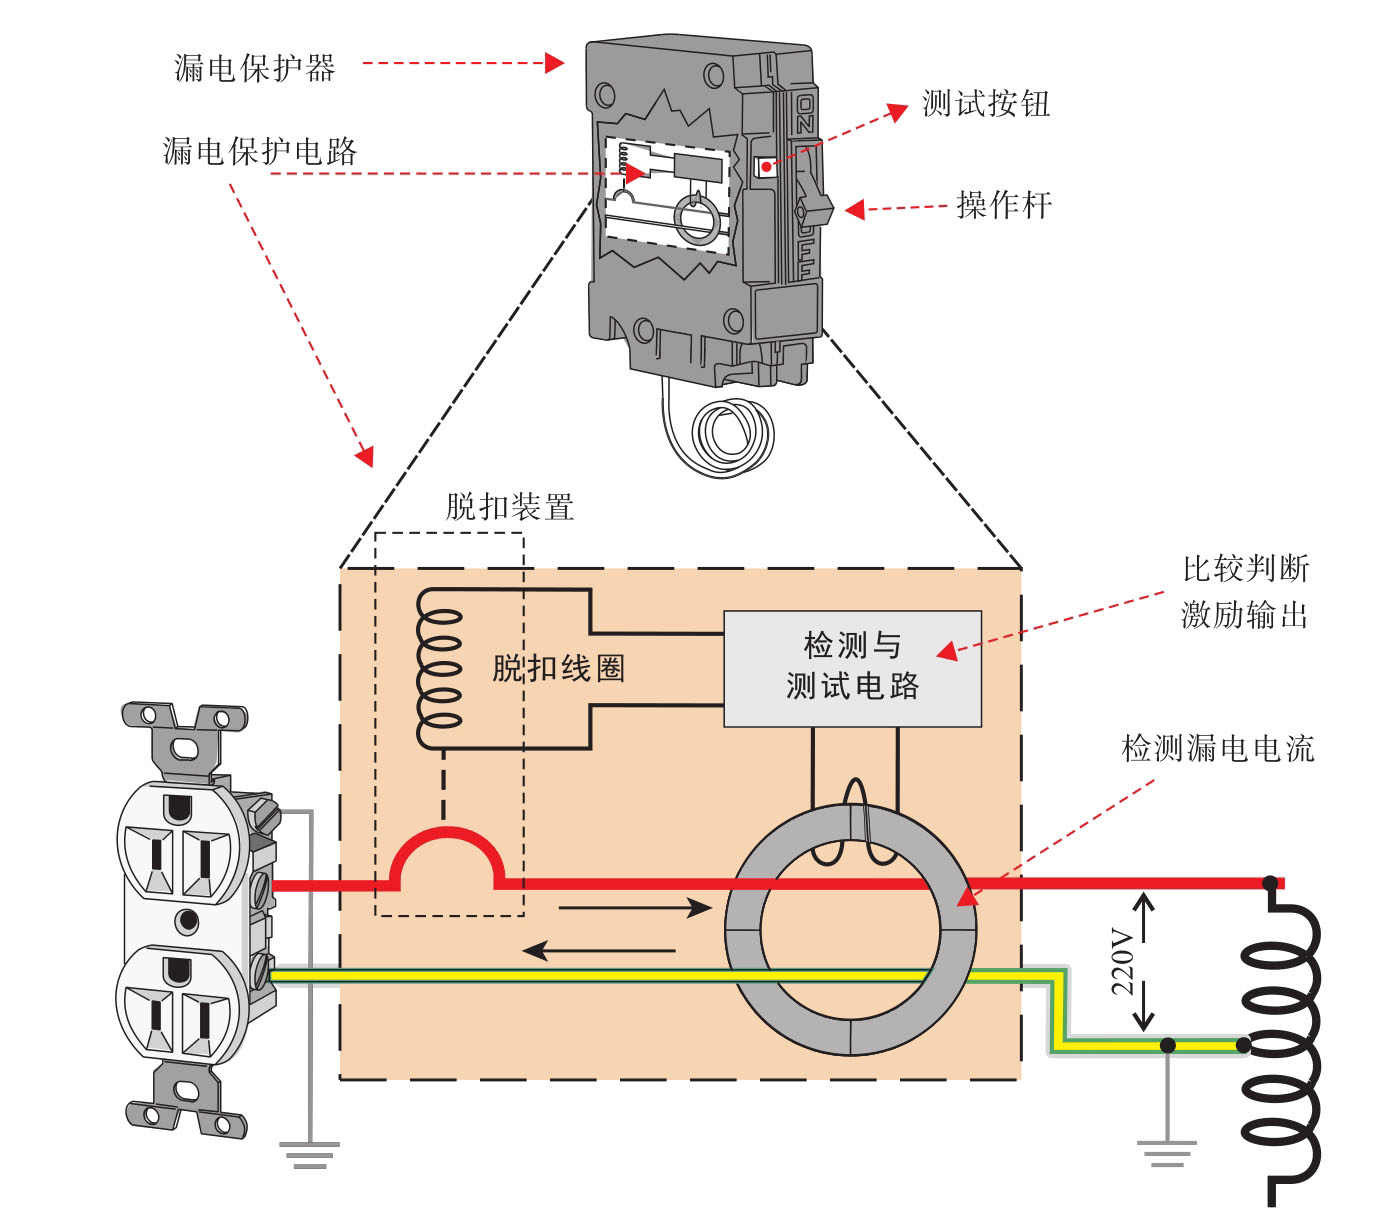 漏电保护器
测试按钮
ON
漏电保护电路
操作杆
OFF
脱扣装置
比较判断
激励输出
检测与
测试电路
脱扣线圈
检测漏电电流
220V